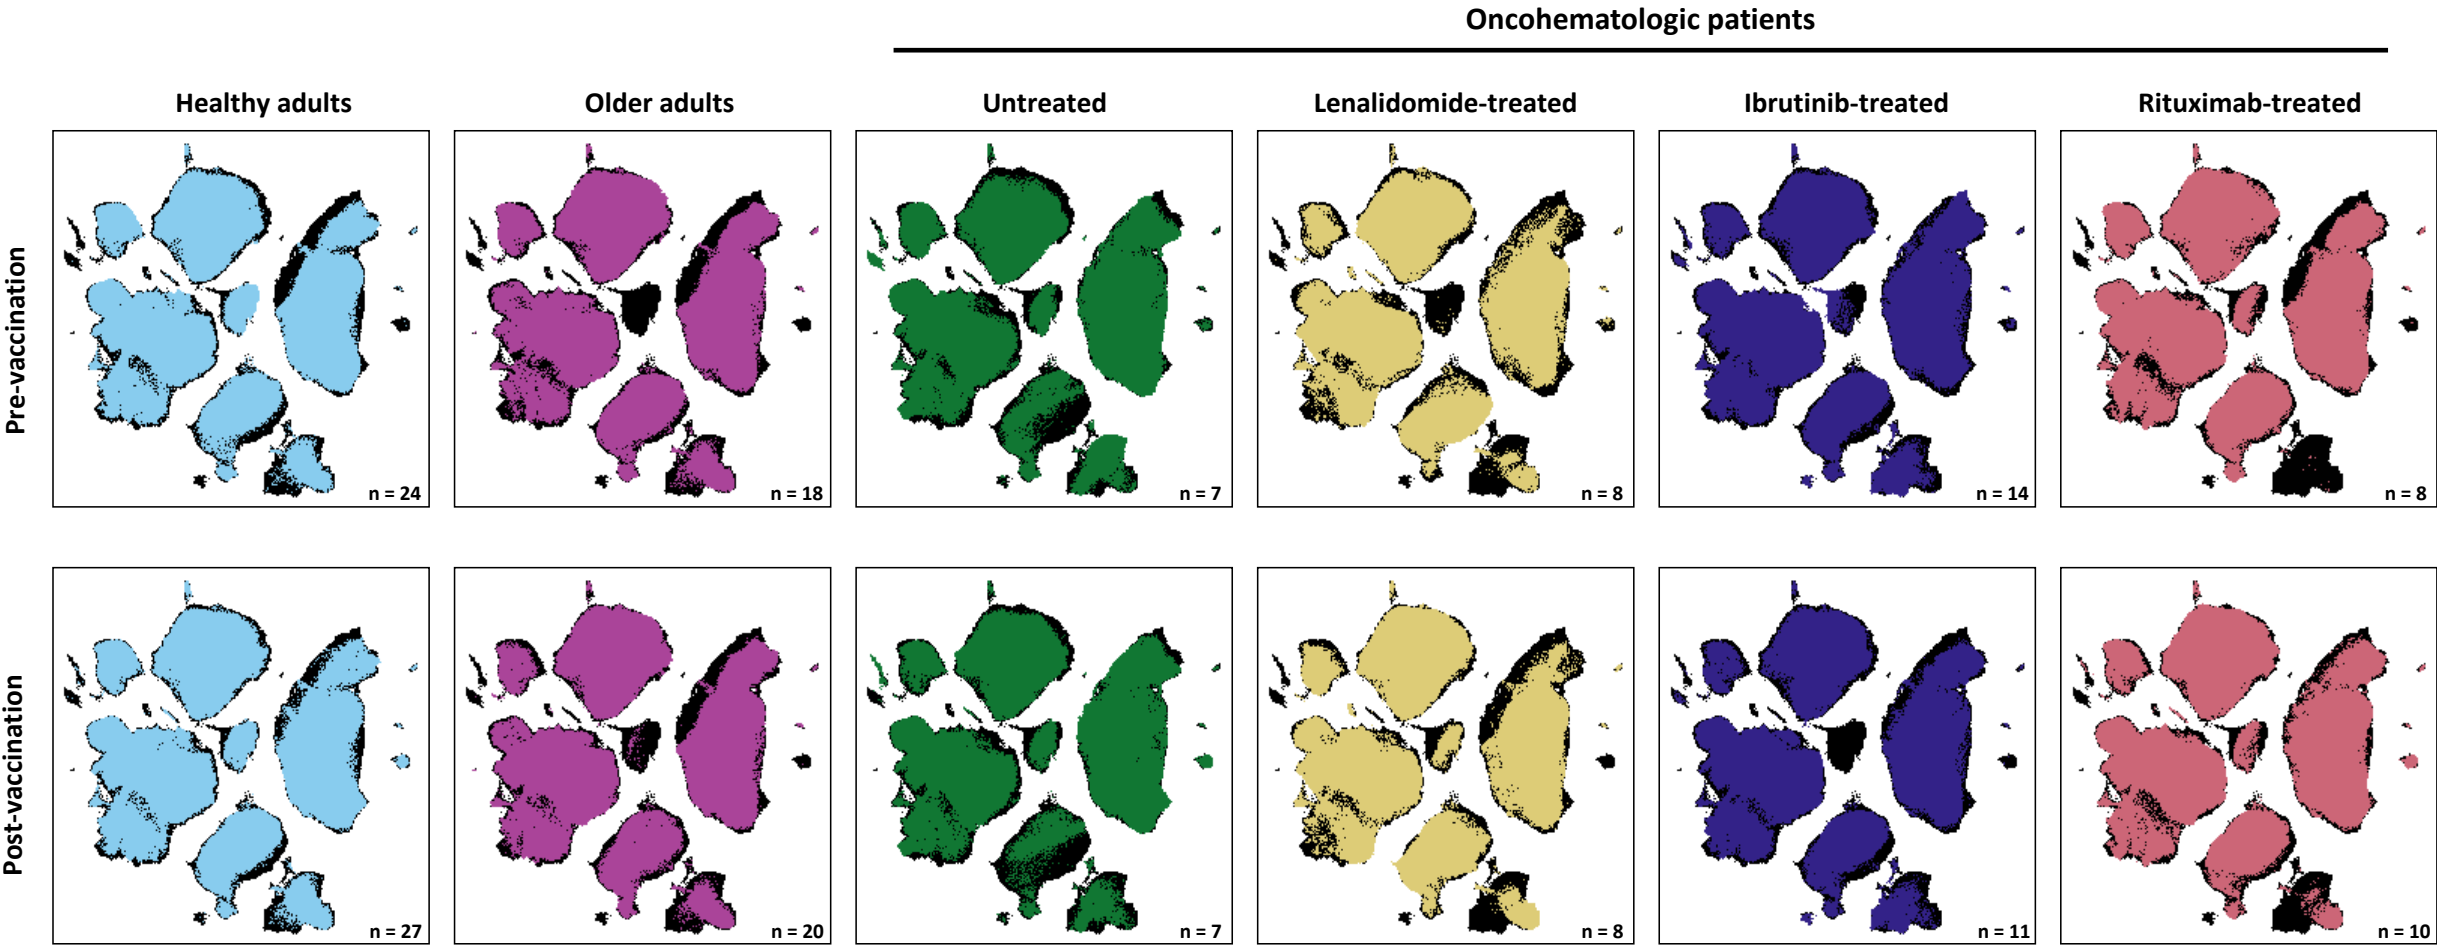 Oncohematologic patients
Healthy adults
Older adults
Untreated
Lenalidomide-treated
Ibrutinib-treated
Rituximab-treated
Pre-vaccination
n = 24
n = 18
n = 7
n = 8
n = 14
n = 8
Post-vaccination
n = 27
n = 20
n = 7
n = 8
n = 11
n = 10